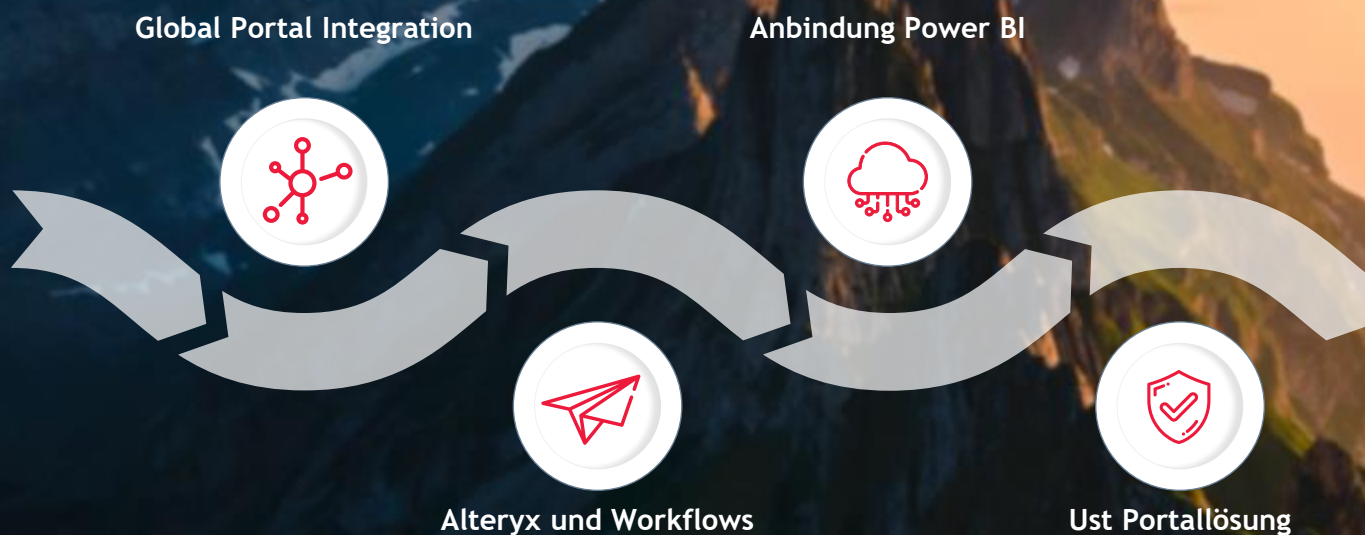 Global Portal Integration
Anbindung Power BI
Alteryx und Workflows
Ust Portallösung